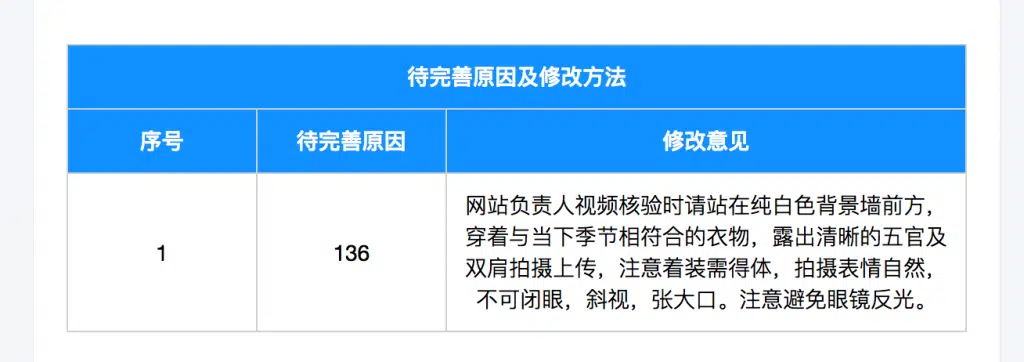 待完善原因及修改方法
序号
待完善原因
修改意见
1
136
网站负责人视频核验时请站在纯白色背景墙前方，
穿着与当下季节相符合的衣物，露出清晰的五官及
双肩拍摄上传，注意着装需得体，拍摄表情自然，
不可闭眼，斜视，张大口。注意避免眼镜反光。